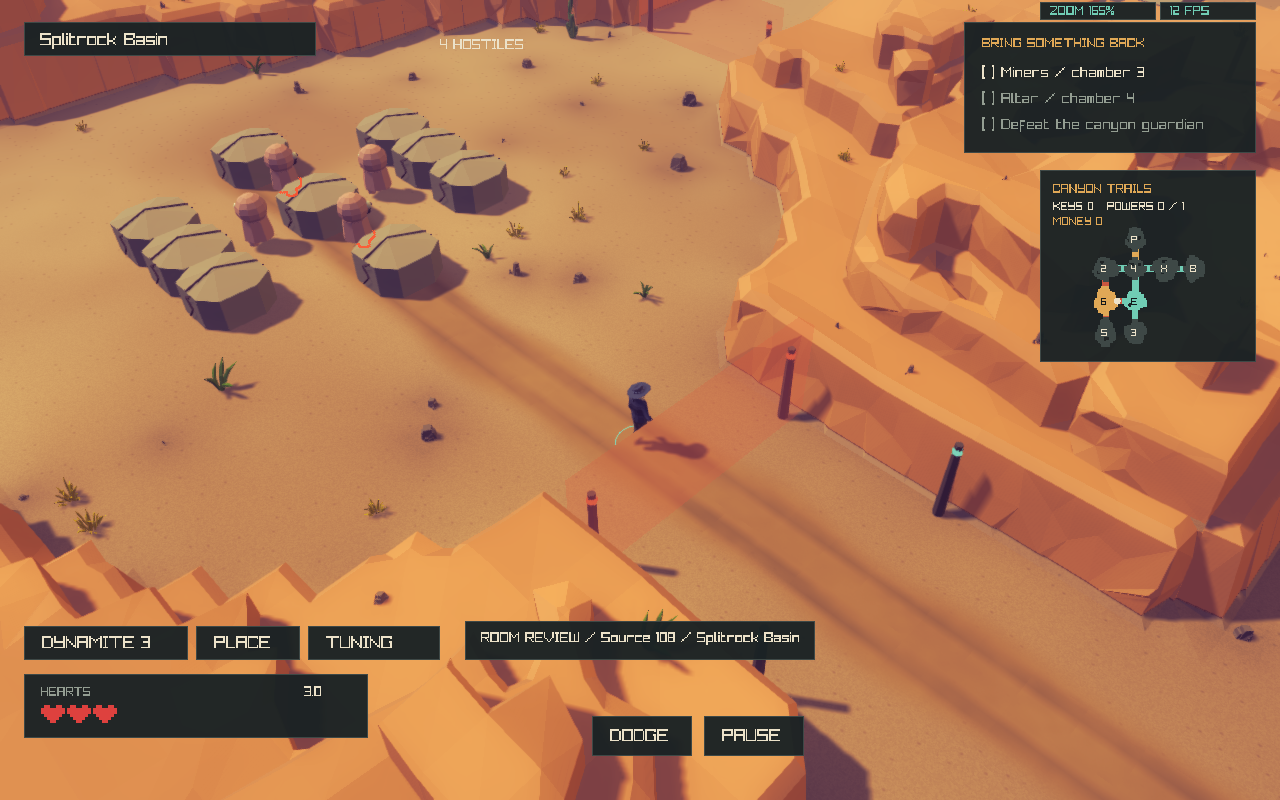 ZOOM 165%
12 FPS
Splitrock Basin
4 HOSTILES
BRING SOMETHING BACK
[ ] Miners / chamber 3
[ ] Altar / chamber 4
[ ] Defeat the canyon guardian
CANYON TRAILS
KEYS 0 POWERS 0 / 1
MONEY 0
P
2 4 X B
6 E
5 3
DYNAMITE 3
PLACE
TUNING
ROOM REVIEW / Source 108 / Splitrock Basin
HEARTS
3.0
DODGE
PAUSE